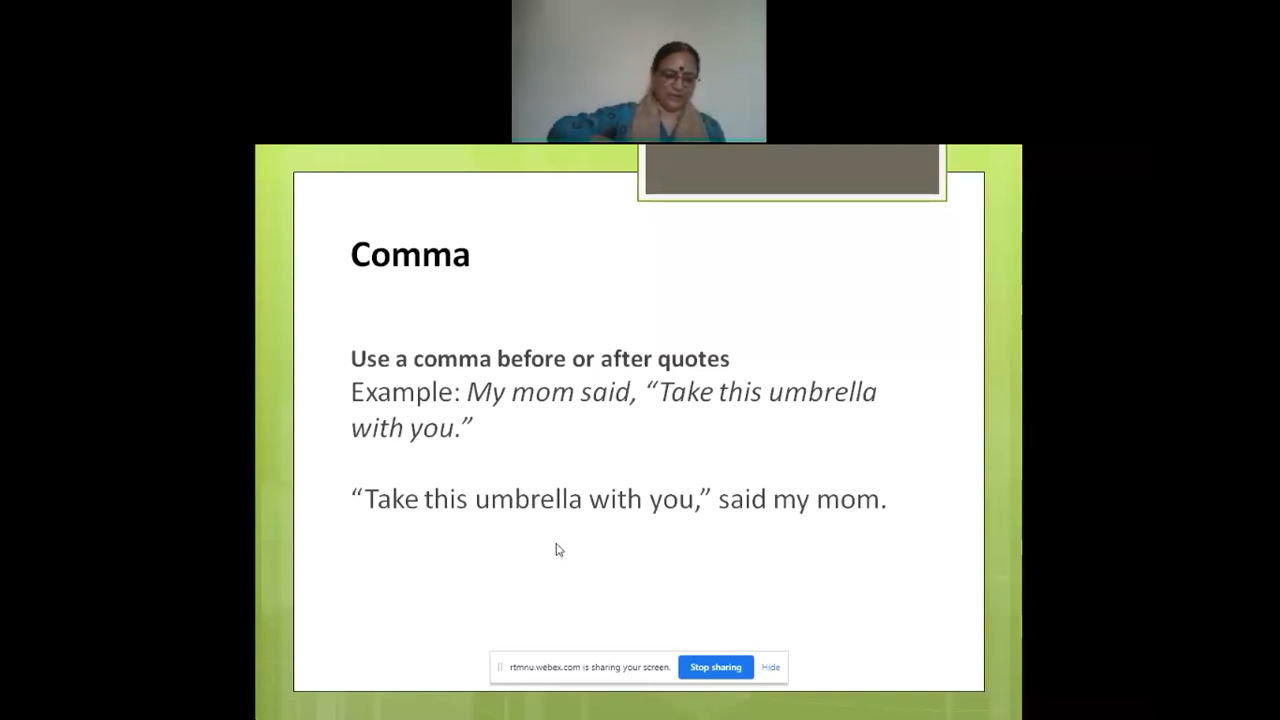 Comma
Use a comma before or after quotes
Example: My mom said, “Take this umbrella
with you.”
“Take this umbrella with you,” said my mom.
rtmnu.webex.com is sharing your screen.
Stop sharing
Hide